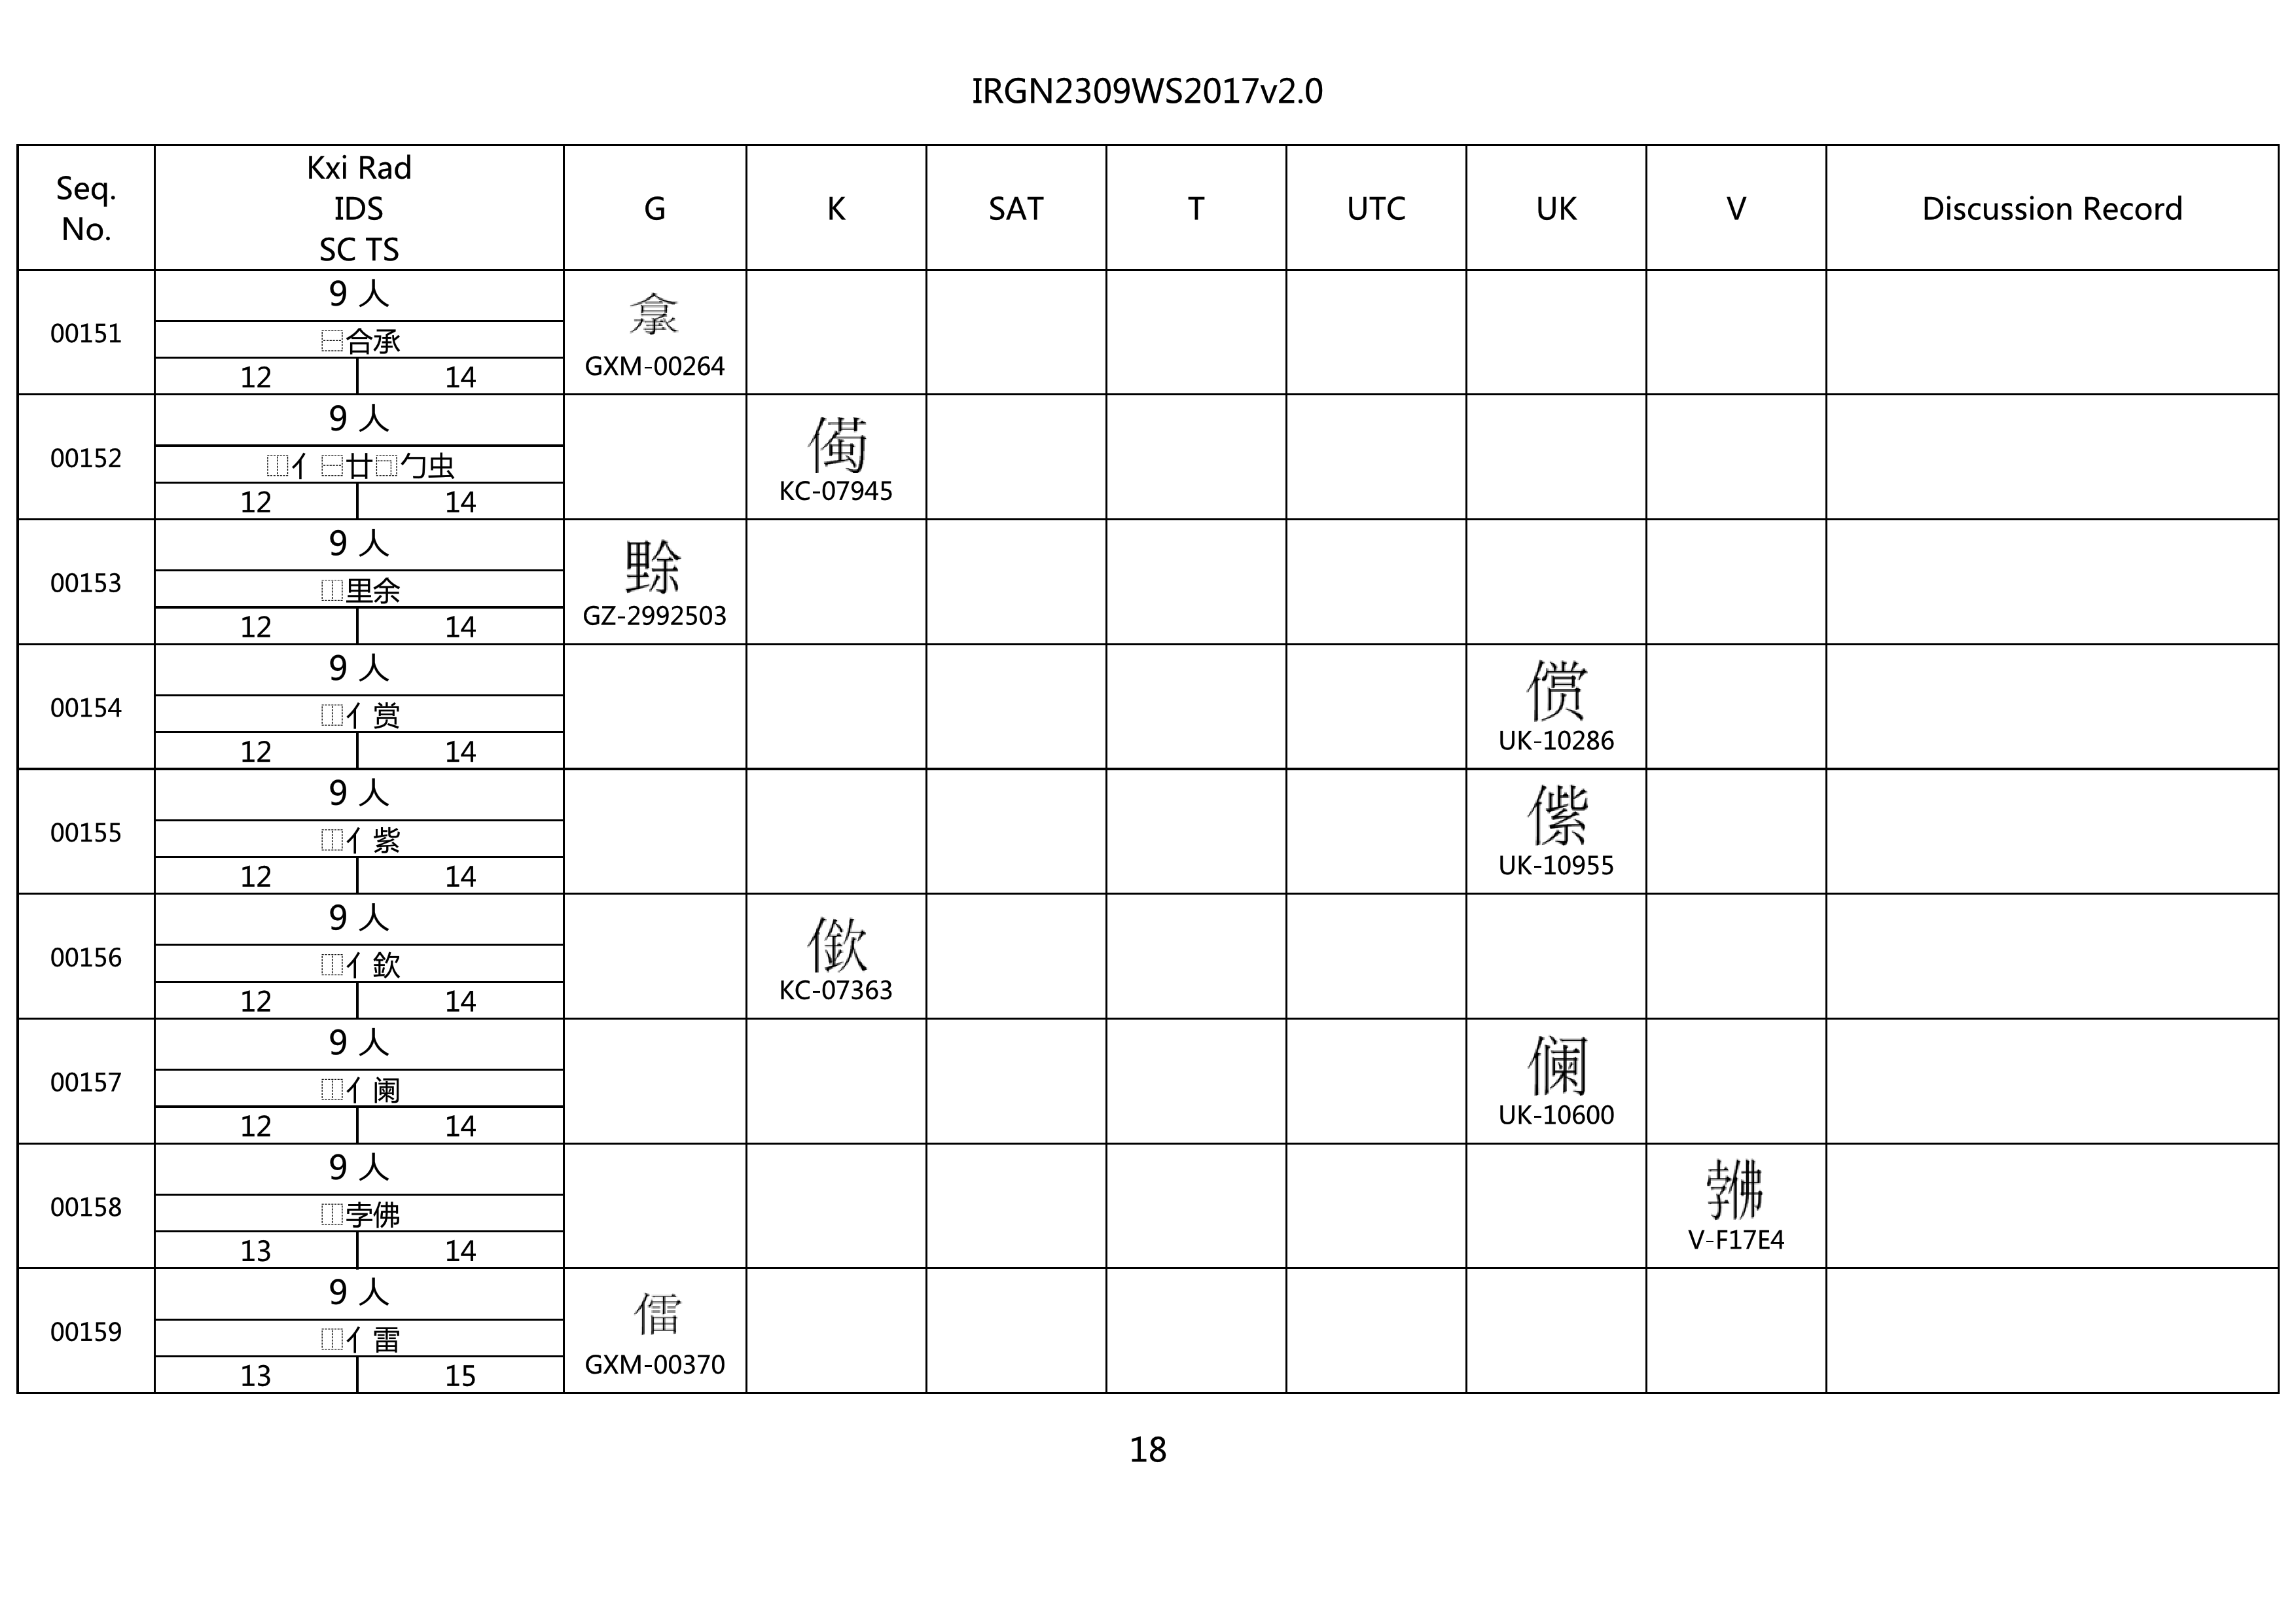 IRGN2309WS2017v2.0
Seq. No.
Kxi Rad
IDS
SC TS
G K SAT T UTC UK V Discussion Record
00151
9 人
⿱合承
12 14
GXM-00264
00152
9 人
⿰亻⿱廿⿹勹虫
12 14
KC-07945
00153
9 人
⿰里余
12 14
GZ-2992503
00154
9 人
⿰亻赏
12 14
UK-10286
00155
9 人
⿰亻紫
12 14
UK-10955
00156
9 人
⿰亻欽
12 14
KC-07363
00157
9 人
⿰亻阑
12 14
UK-10600
00158
9 人
⿰孛佛
13 14
V-F17E4
00159
9 人
⿰亻雷
13 15
GXM-00370
18